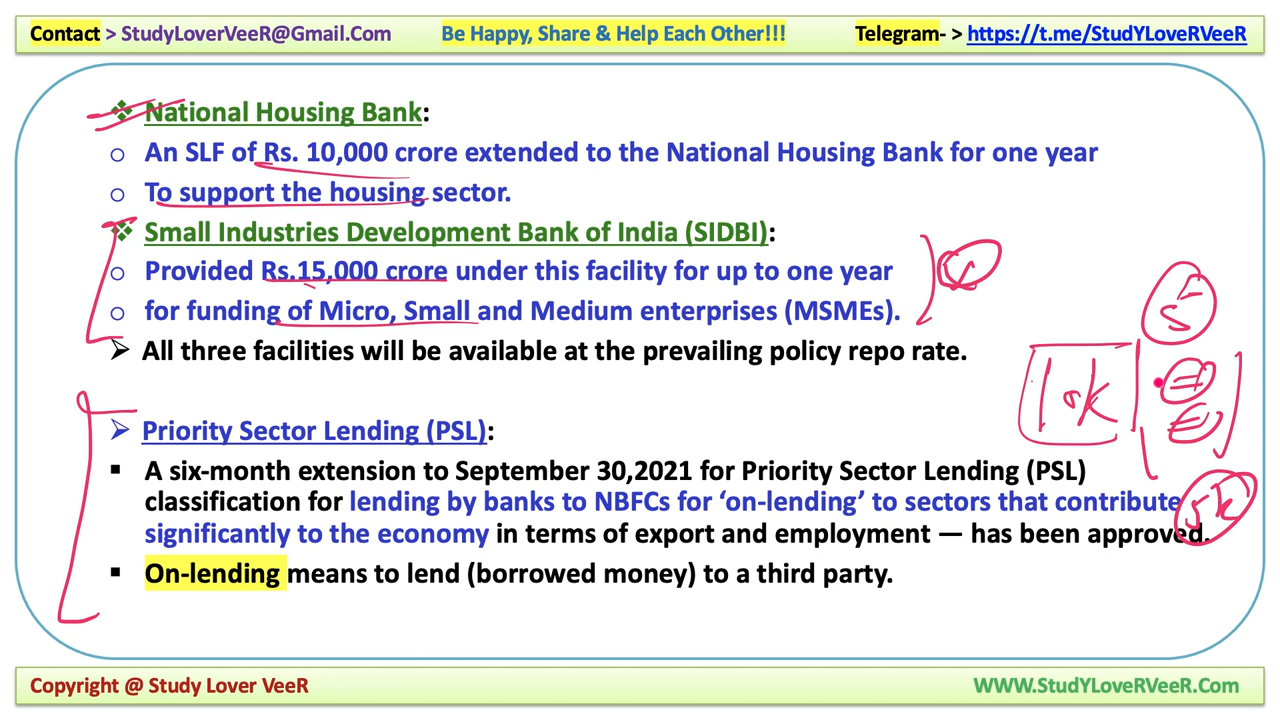 Contact > StudyLoverVeeR@Gmail.Com Be Happy, Share & Help Each Other!!! Telegram- > https://t.me/StudYLoveRVeeR
❖ National Housing Bank:
o An SLF of Rs. 10,000 crore extended to the National Housing Bank for one year
o To support the housing sector.
❖ Small Industries Development Bank of India (SIDBI):
o Provided Rs.15,000 crore under this facility for up to one year
o for funding of Micro, Small and Medium enterprises (MSMEs).
➢ All three facilities will be available at the prevailing policy repo rate.
➢ Priority Sector Lending (PSL):
▪ A six-month extension to September 30,2021 for Priority Sector Lending (PSL)
classification for lending by banks to NBFCs for ‘on-lending’ to sectors that contribute
significantly to the economy in terms of export and employment — has been approved.
▪ On-lending means to lend (borrowed money) to a third party.
5k
Copyright @ Study Lover VeeR WWW.StudYLoveRVeeR.Com